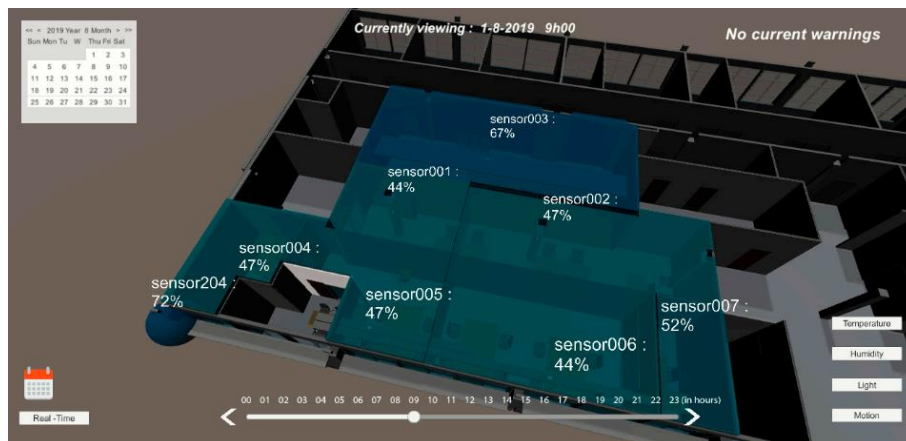 << < 2019 Year 8 Month > >>
Sun Mon Tu W Thu Fri Sat
1 2 3
4 5 6 7 8 9 10
11 12 13 14 15 16 17
18 19 20 21 22 23 24
25 26 27 28 29 30 31
Currently viewing : 1-8-2019 9h00
No current warnings
sensor003 :
67%
sensor001 :
44%
sensor002 :
47%
sensor004 :
47%
sensor204 :
72%
sensor005 :
47%
sensor007 :
52%
sensor006 :
44%
Temperature
Humidity
Light
Motion
00 01 02 03 04 05 06 07 08 09 10 11 12 13 14 15 16 17 18 19 20 21 22 23 (in hours)
Real -Time